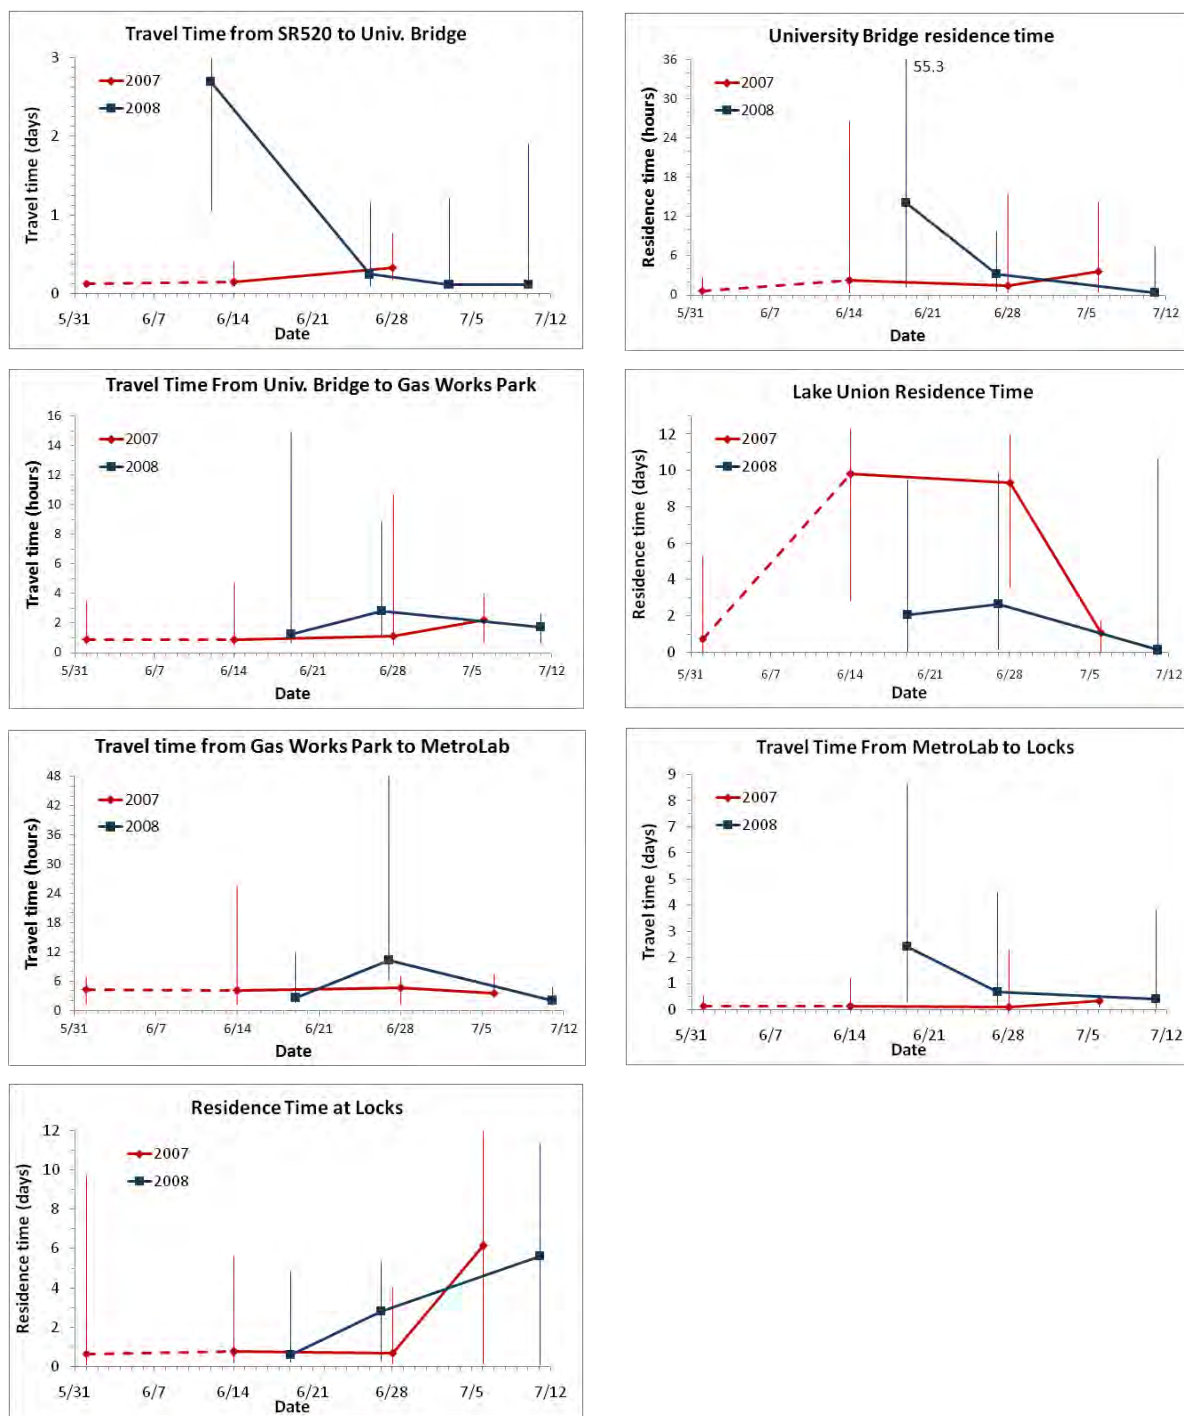 Travel Time from SR520 to Univ. Bridge
3
2007
2008
2
1
0
Travel time (days)
5/31 6/7 6/14 6/21 6/28 7/5 7/12
Date
University Bridge residence time
36
55.3
2007
30
2008
24
18
12
6
0
Residence time (hours)
5/31 6/7 6/14 6/21 6/28 7/5 7/12
Date
Travel Time From Univ. Bridge to Gas Works Park
16
14
2007
12
2008
10
8
6
4
2
0
Travel time (hours)
5/31 6/7 6/14 6/21 6/28 7/5 7/12
Date
Lake Union Residence Time
12
2007
10
2008
8
6
4
2
0
Residence time (days)
5/31 6/7 6/14 6/21 6/28 7/5 7/12
Date
Travel time from Gas Works Park to MetroLab
48
42
2007
36
2008
30
24
18
12
6
0
Travel time (hours)
5/31 6/7 6/14 6/21 6/28 7/5 7/12
Date
Travel Time From MetroLab to Locks
9
8
2007
7
2008
6
5
4
3
2
1
0
Travel time (days)
5/31 6/7 6/14 6/21 6/28 7/5 7/12
Date
Residence Time at Locks
12
2007
10
2008
8
6
4
2
0
Residence time (days)
5/31 6/7 6/14 6/21 6/28 7/5 7/12
Date